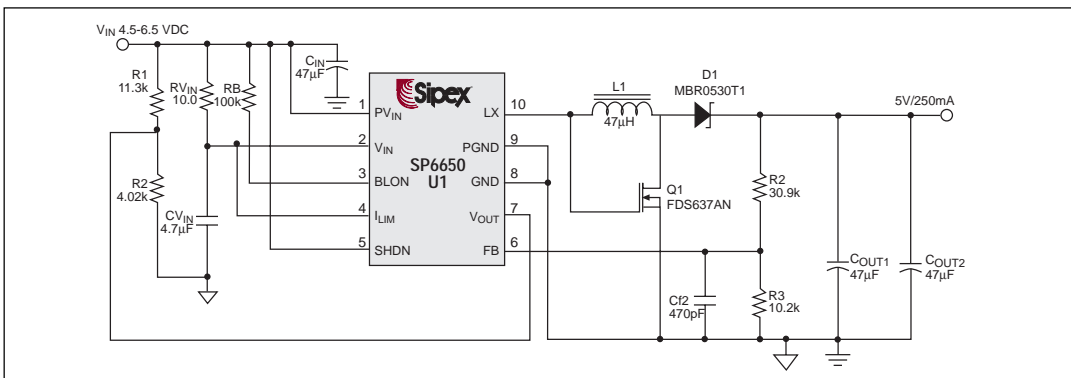 V_IN 4.5-6.5 VDC
R1
11.3k
RV_IN
10.0
RB
100k
C_IN
47µF
R2
4.02k
CV_IN
4.7µF
Sipex
SP6650
U1
1
PV_IN
2
V_IN
3
BLON
4
I_LIM
5
SHDN
LX
10
PGND
9
GND
8
V_OUT
7
FB
6
L1
47µH
D1
MBR0530T1
5V/250mA
Q1
FDS637AN
R2
30.9k
R3
10.2k
Cf2
470pF
C_OUT1
47µF
C_OUT2
47µF